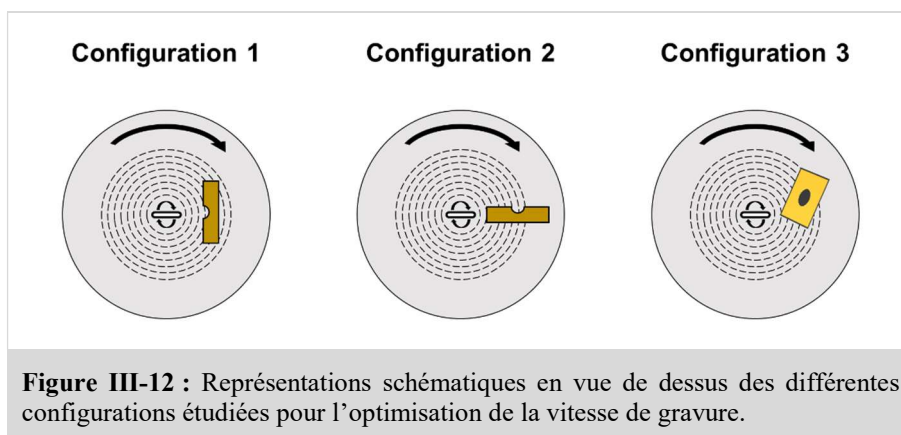 Configuration 1 Configuration 2 Configuration 3
Figure III-12 : Représentations schématiques en vue de dessus des différentes
configurations étudiées pour l’optimisation de la vitesse de gravure.